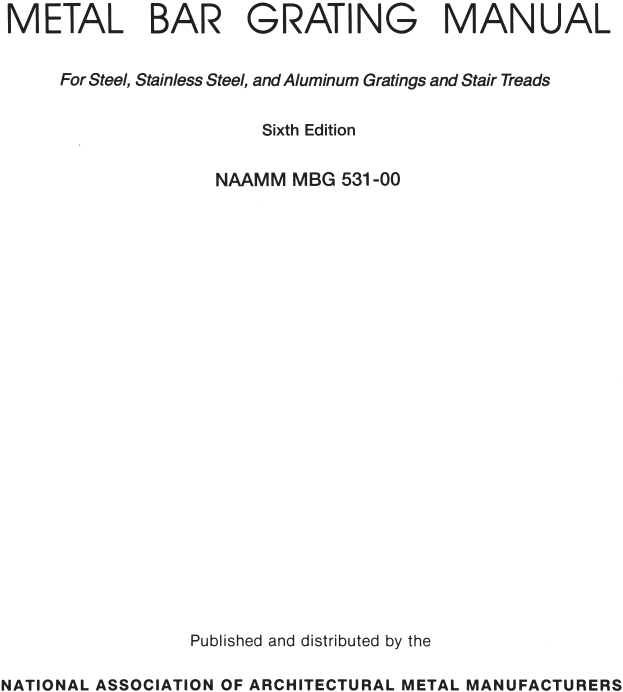 METAL BAR GRATING MANUAL
For Steel, Stainless Steel, and Aluminum Gratings and Stair Treads
Sixth Edition
NAAMM MBG 531-00
Published and distributed by the
NATIONAL ASSOCIATION OF ARCHITECTURAL METAL MANUFACTURERS